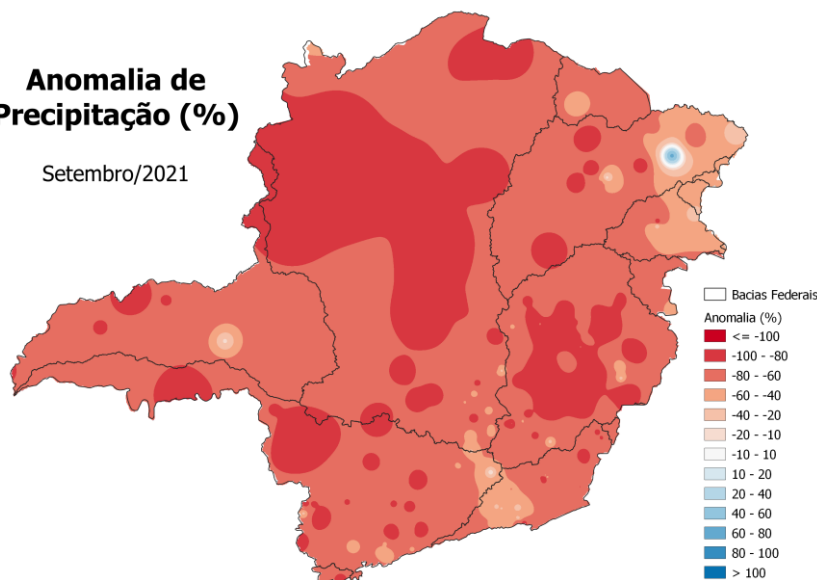 Anomalia de
Precipitação (%)
Setembro/2021
Bacias Federais
Anomalia (%)
<= -100
-100 - -80
-80 - -60
-60 - -40
-40 - -20
-20 - -10
-10 - 10
10 - 20
20 - 40
40 - 60
60 - 80
80 - 100
> 100